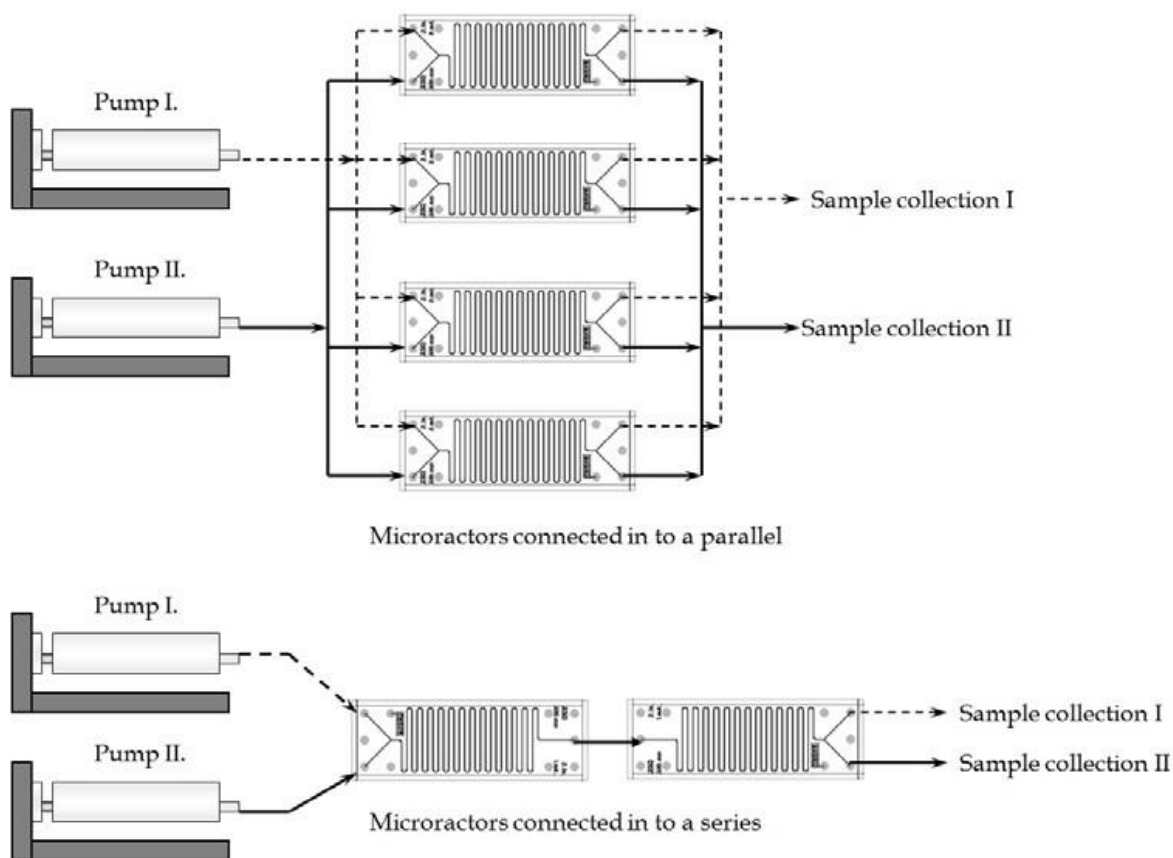 Pump I.
Sample collection I
Pump II.
Sample collection II
Microractors connected in to a parallel
Pump I.
Sample collection I
Pump II.
Sample collection II
Microractors connected in to a series